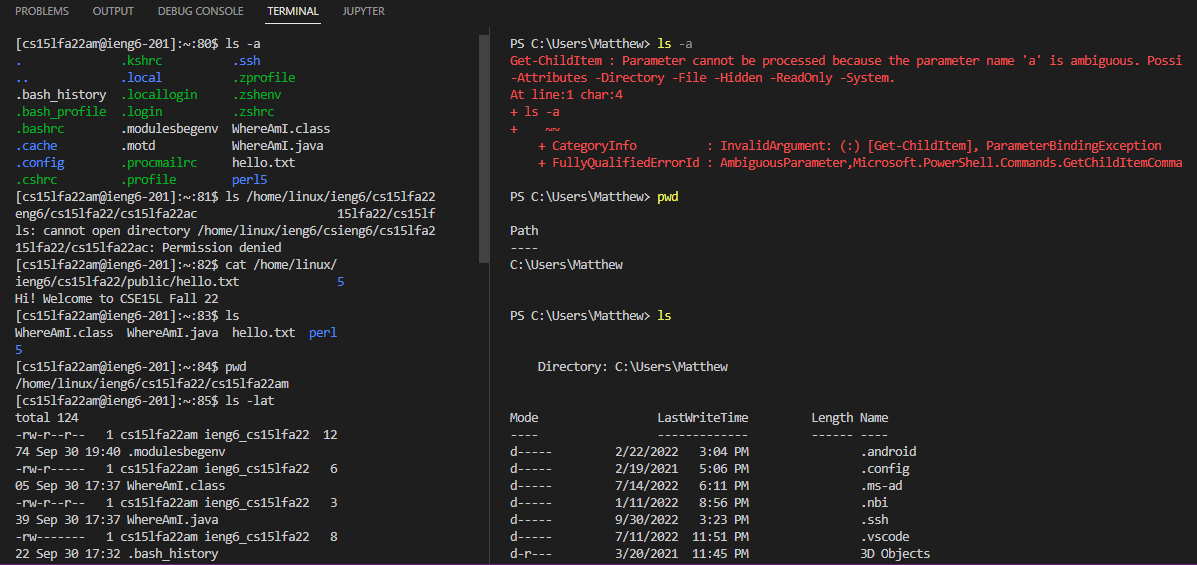 PROBLEMS OUTPUT DEBUG CONSOLE TERMINAL JUPYTER
[cs15lfa22am@ieng6-201]:~:80$ ls -a
. .kshrc .ssh
.. .local .zprofile
.bash_history .locallogin .zshenv
.bash_profile .login .zshrc
.bashrc .modulesbegenv WhereAmI.class
.cache .motd WhereAmI.java
.config .procmailrc hello.txt
.cshrc .profile perl5
[cs15lfa22am@ieng6-201]:~:81$ ls /home/linux/ieng6/cs15lfa22
eng6/cs15lfa22/cs15lfa22ac 15lfa22/cs15lf
ls: cannot open directory /home/linux/ieng6/csieng6/cs15lfa2
15lfa22/cs15lfa22ac: Permission denied
[cs15lfa22am@ieng6-201]:~:82$ cat /home/linux/
ieng6/cs15lfa22/public/hello.txt 5
Hi! Welcome to CSE15L Fall 22
[cs15lfa22am@ieng6-201]:~:83$ ls
WhereAmI.class WhereAmI.java hello.txt perl
5
[cs15lfa22am@ieng6-201]:~:84$ pwd
/home/linux/ieng6/cs15lfa22/cs15lfa22am
[cs15lfa22am@ieng6-201]:~:85$ ls -lat
total 124
-rw-r--r-- 1 cs15lfa22am ieng6_cs15lfa22 12
74 Sep 30 19:40 .modulesbegenv
-rw-r----- 1 cs15lfa22am ieng6_cs15lfa22 6
05 Sep 30 17:37 WhereAmI.class
-rw-r--r-- 1 cs15lfa22am ieng6_cs15lfa22 3
39 Sep 30 17:37 WhereAmI.java
-rw------- 1 cs15lfa22am ieng6_cs15lfa22 8
22 Sep 30 17:32 .bash_history
PS C:\Users\Matthew> ls -a
Get-ChildItem : Parameter cannot be processed because the parameter name 'a' is ambiguous. Possi
-Attributes -Directory -File -Hidden -ReadOnly -System.
At line:1 char:4
+ ls -a
+ ~~
+ CategoryInfo : InvalidArgument: (:) [Get-ChildItem], ParameterBindingException
+ FullyQualifiedErrorId : AmbiguousParameter,Microsoft.PowerShell.Commands.GetChildItemComma
PS C:\Users\Matthew> pwd
Path
----
C:\Users\Matthew
PS C:\Users\Matthew> ls
Directory: C:\Users\Matthew
Mode LastWriteTime Length Name
---- ------------- ------ ----
d----- 2/22/2022 3:04 PM .android
d----- 2/19/2021 5:06 PM .config
d----- 7/14/2022 6:11 PM .ms-ad
d----- 1/11/2022 8:56 PM .nbi
d----- 9/30/2022 3:23 PM .ssh
d----- 7/11/2022 11:51 PM .vscode
d-r--- 3/20/2021 11:45 PM 3D Objects